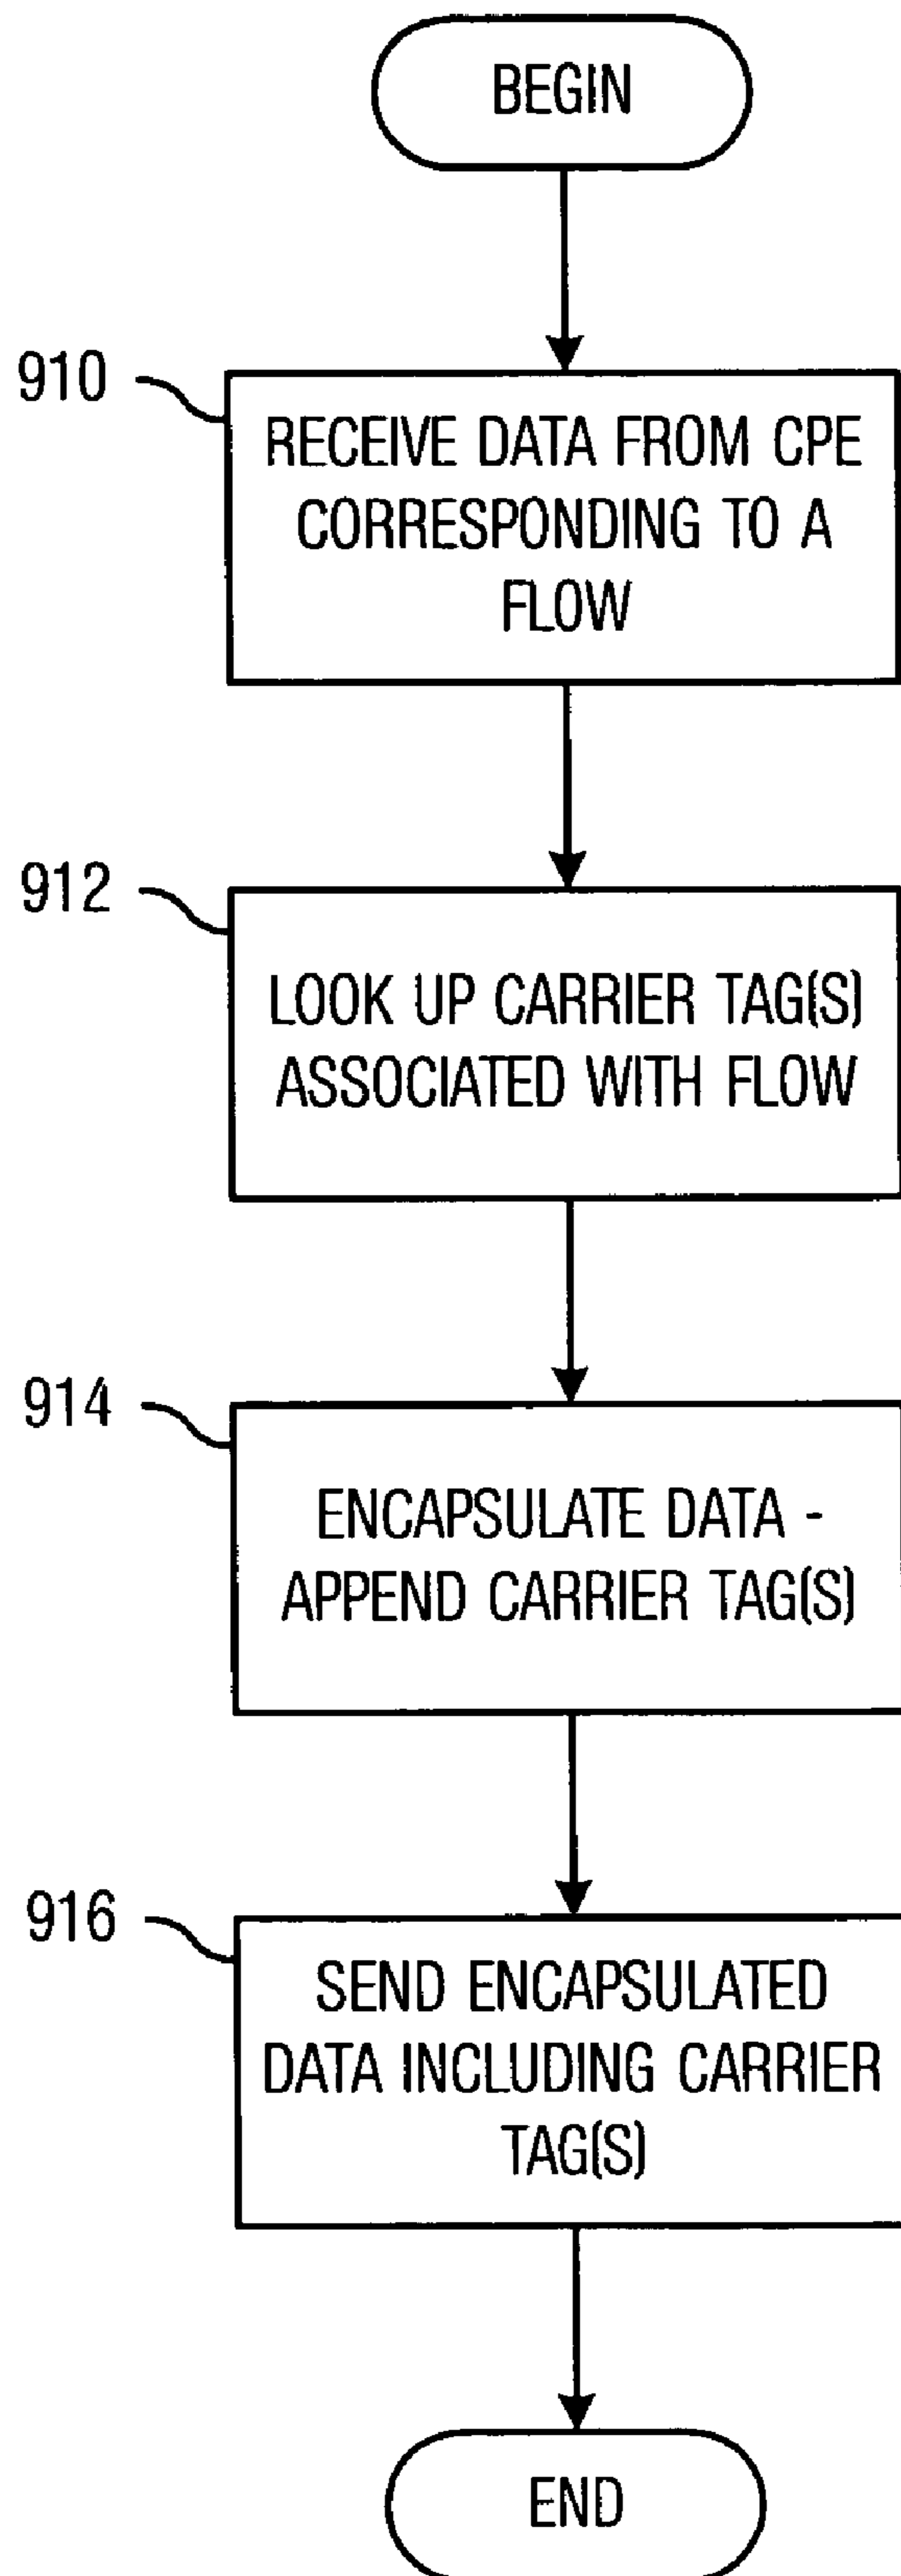 BEGIN
910
RECEIVE DATA FROM CPE
CORRESPONDING TO A
FLOW
912
LOOK UP CARRIER TAG(S)
ASSOCIATED WITH FLOW
914
ENCAPSULATE DATA -
APPEND CARRIER TAG(S)
916
SEND ENCAPSULATED
DATA INCLUDING CARRIER
TAG(S)
END